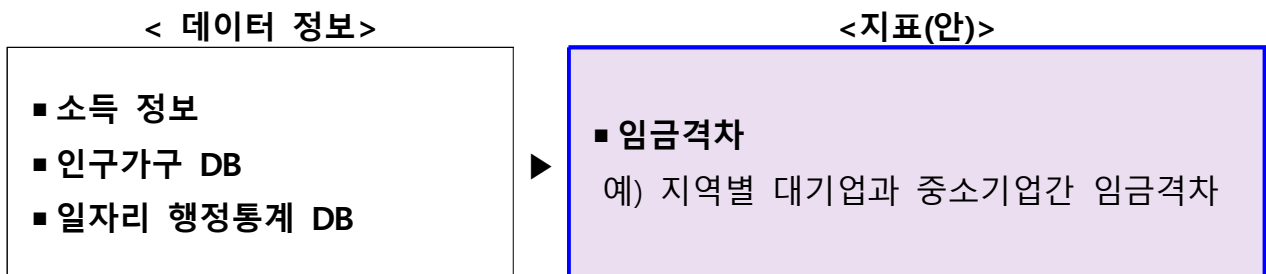 < 데이터 정보>
▪ 소득 정보
▪ 인구가구 DB
▪ 일자리 행정통계 DB
▶
<지표(안)>
▪ 임금격차
예) 지역별 대기업과 중소기업간 임금격차